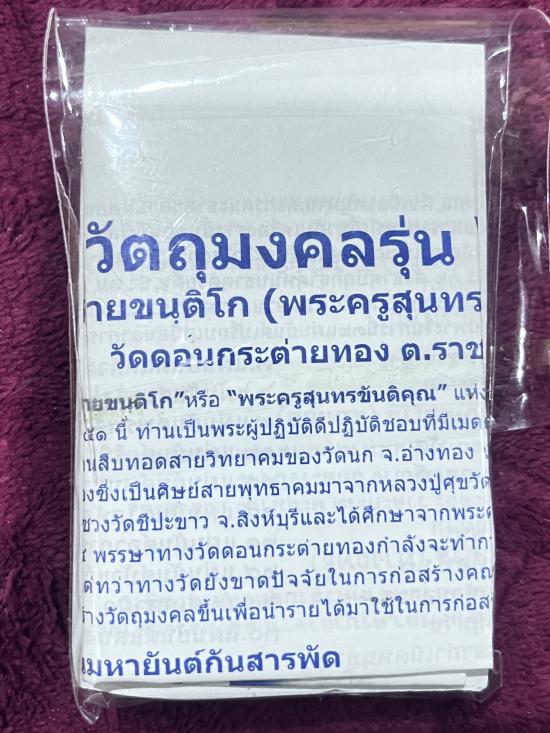 วัตถุมงคลรุ่น
ายขนฺติโก (พระครูสุนทร
วัดดอนกระต่ายทอง ต.ราช
ายขนฺติโก”หรือ “พระครูสุนทรขันติคุณ” แห่ง
๕๑ นี้ ท่านเป็นพระผู้ปฏิบัติดีปฏิบัติชอบที่มีเมต
นสืบทอดสายวิทยาคมของวัดนก จ.อ่างทอง
งซึ่งเป็นศิษย์สายพุทธาคมมาจากหลวงปู่ศุขวัด
ช่วงวัดชีปะขาว จ.สิงห์บุรีและได้ศึกษาจากพระค
พรรษาทางวัดดอนกระต่ายทองกำลังจะทำก
ต่ทว่าทางวัดยังขาดปัจจัยในการก่อสร้างคณ
ร้างวัดถุมงคลขึ้นเพื่อนำรายได้มาใช้ในการก่อส
มหายันต์กันสารพัด